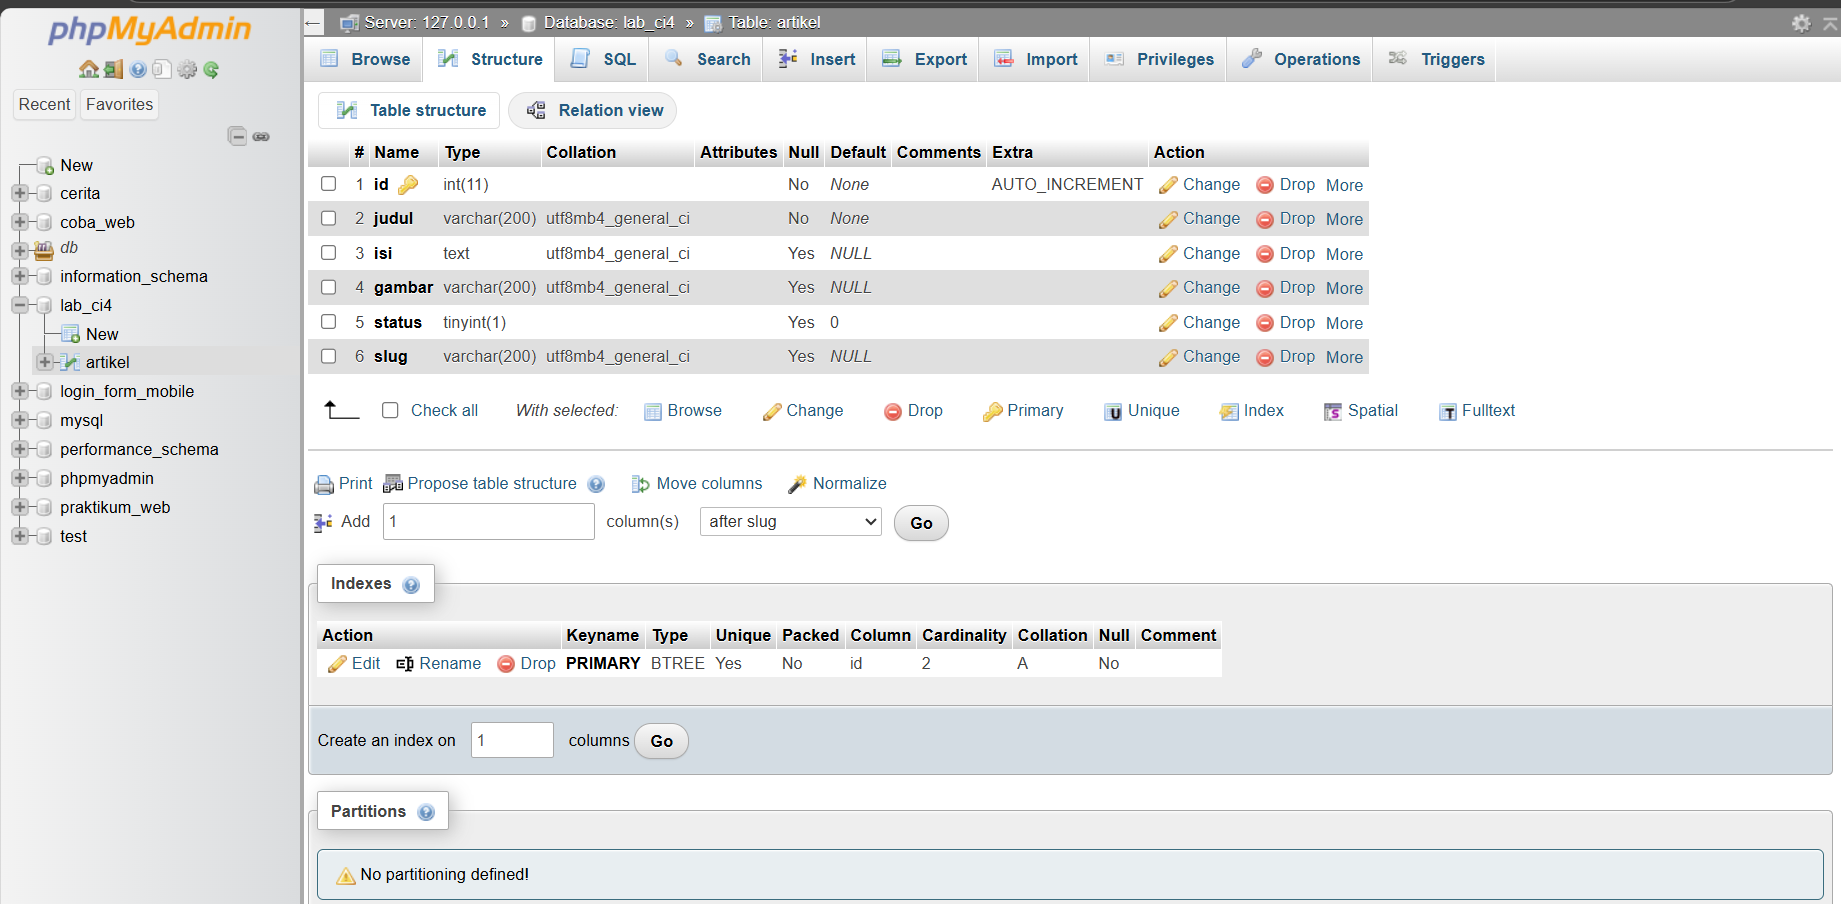 phpMyAdmin
Recent Favorites
New
cerita
coba_web
db
information_schema
lab_ci4
New
artikel
login_form_mobile
mysql
performance_schema
phpmyadmin
praktikum_web
test
Server: 127.0.0.1 » Database: lab_ci4 » Table: artikel
Browse Structure SQL Search Insert Export Import Privileges Operations Triggers
Table structure Relation view
# Name Type Collation Attributes Null Default Comments Extra Action
1 id int(11) No None AUTO_INCREMENT Change Drop More
2 judul varchar(200) utf8mb4_general_ci No None Change Drop More
3 isi text utf8mb4_general_ci Yes NULL Change Drop More
4 gambar varchar(200) utf8mb4_general_ci Yes NULL Change Drop More
5 status tinyint(1) Yes 0 Change Drop More
6 slug varchar(200) utf8mb4_general_ci Yes NULL Change Drop More
Check all With selected: Browse Change Drop Primary Unique Index Spatial Fulltext
Print Propose table structure Move columns Normalize
Add 1 column(s) after slug Go
Indexes
Action Keyname Type Unique Packed Column Cardinality Collation Null Comment
Edit Rename Drop PRIMARY BTREE Yes No id 2 A No
Create an index on 1 columns Go
Partitions
No partitioning defined!